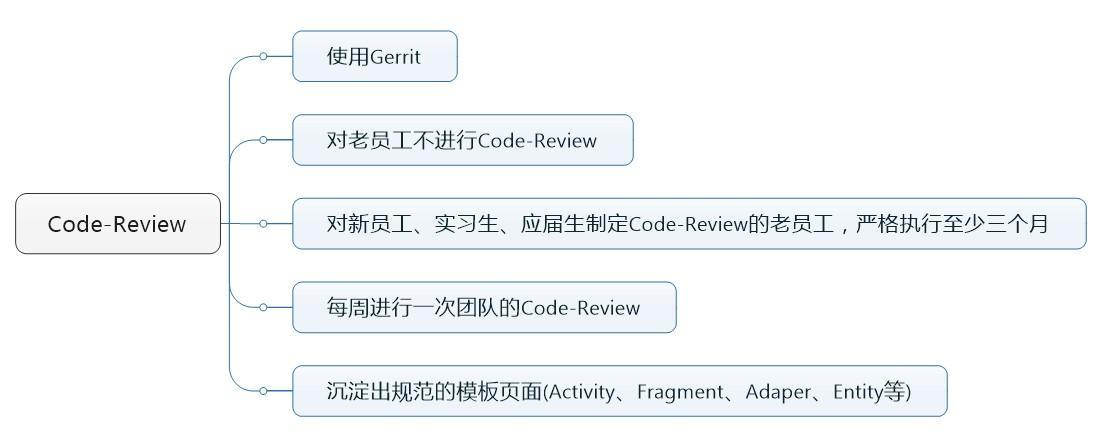 使用Gerrit
对老员工不进行Code-Review
Code-Review
对新员工、实习生、应届生制定Code-Review的老员工，严格执行至少三个月
每周进行一次团队的Code-Review
沉淀出规范的模板页面(Activity、Fragment、Adaper、Entity等)